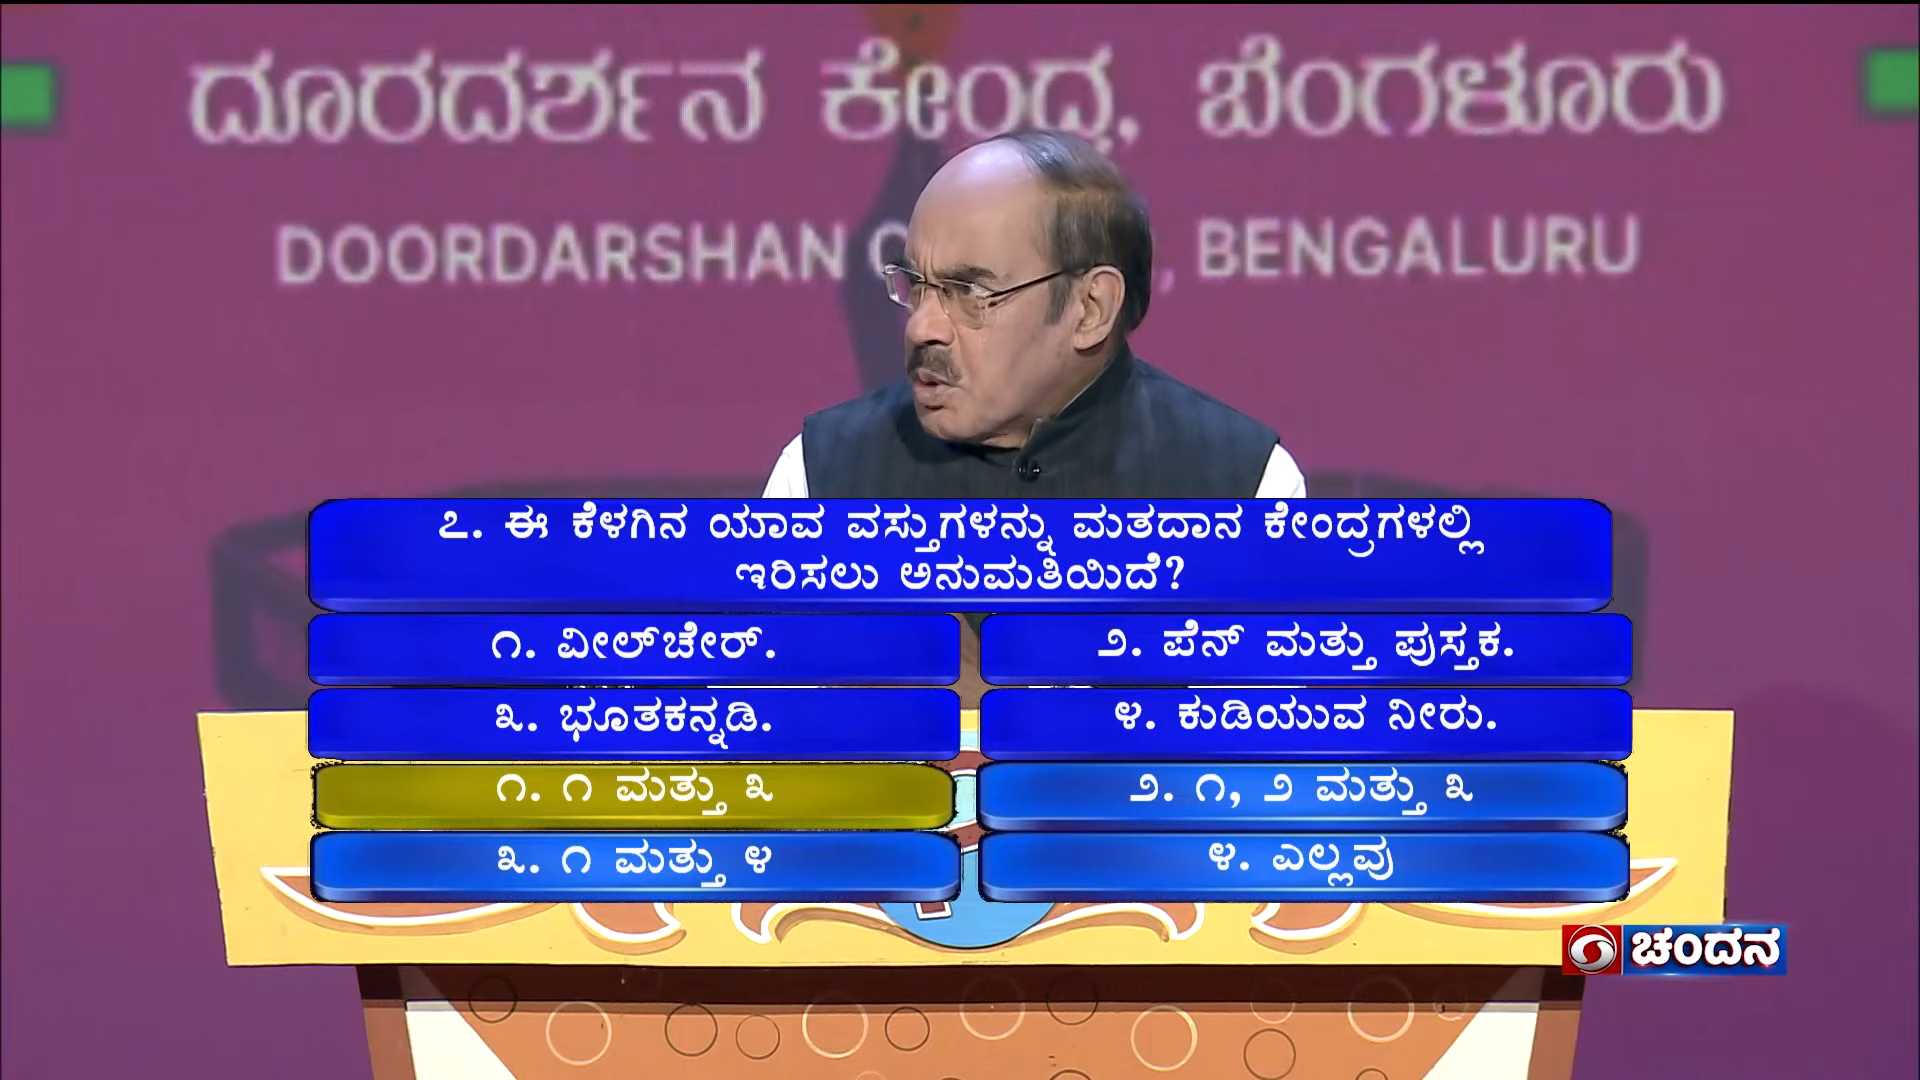 ದೂರದರ್ಶನ ಕೇಂದ್ರ, ಬೆಂಗಳೂರು
DOORDARSHAN , BENGALURU
೭. ಈ ಕೆಳಗಿನ ಯಾವ ವಸ್ತುಗಳನ್ನು ಮತದಾನ ಕೇಂದ್ರಗಳಲ್ಲಿ
ಇರಿಸಲು ಅನುಮತಿಯಿದೆ?
೧. ವೀಲ್‌ಚೇರ್.
೨. ಪೆನ್ ಮತ್ತು ಪುಸ್ತಕ.
೩. ಭೂತಕನ್ನಡಿ.
೪. ಕುಡಿಯುವ ನೀರು.
೧. ೧ ಮತ್ತು ೩
೨. ೧, ೨ ಮತ್ತು ೩
೩. ೧ ಮತ್ತು ೪
೪. ಎಲ್ಲವು
ಚಂದನ